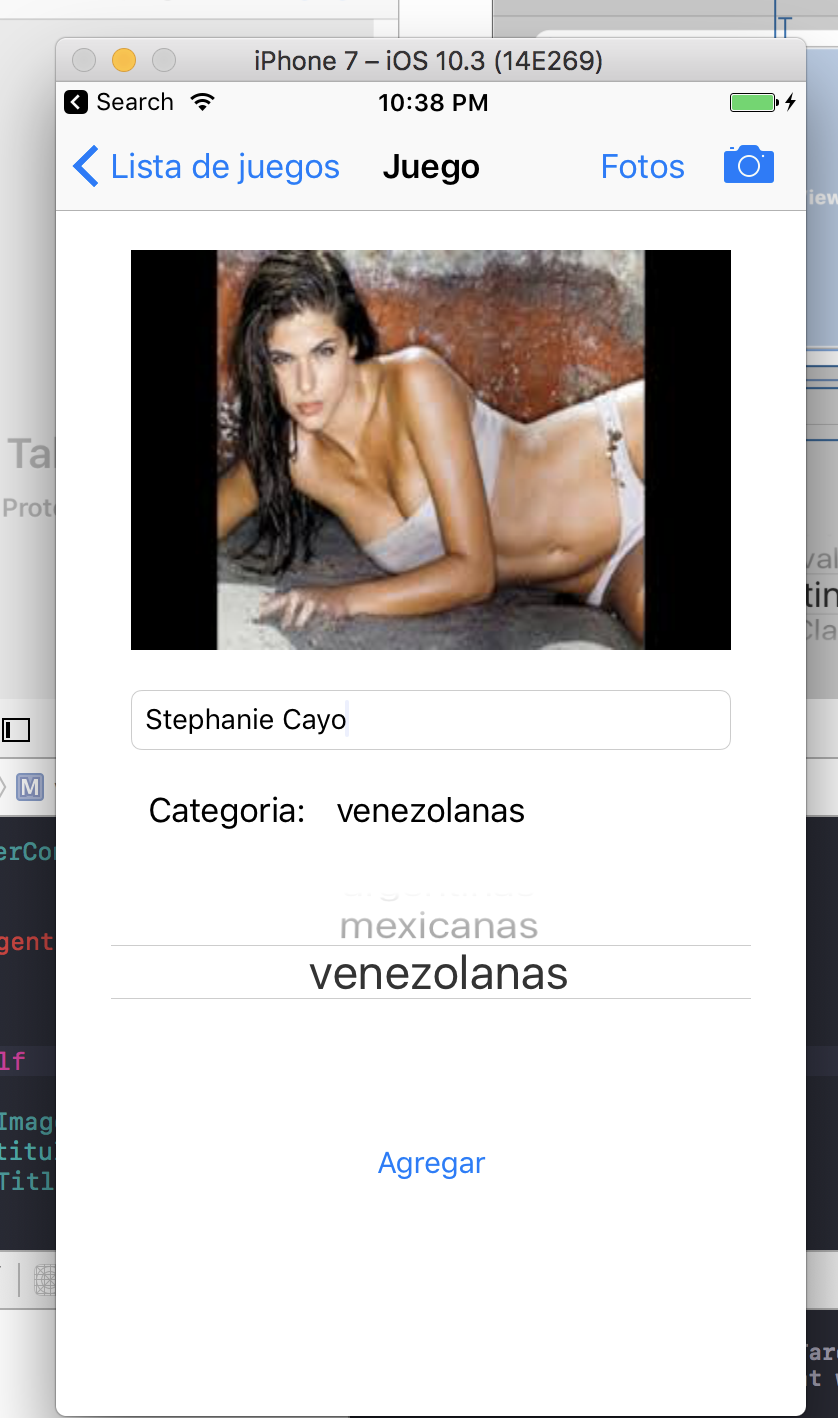 iPhone 7 – iOS 10.3 (14E269)
Search
10:38 PM
Lista de juegos
Juego
Fotos
Stephanie Cayo
Categoria: venezolanas
mexicanas
venezolanas
Agregar
M